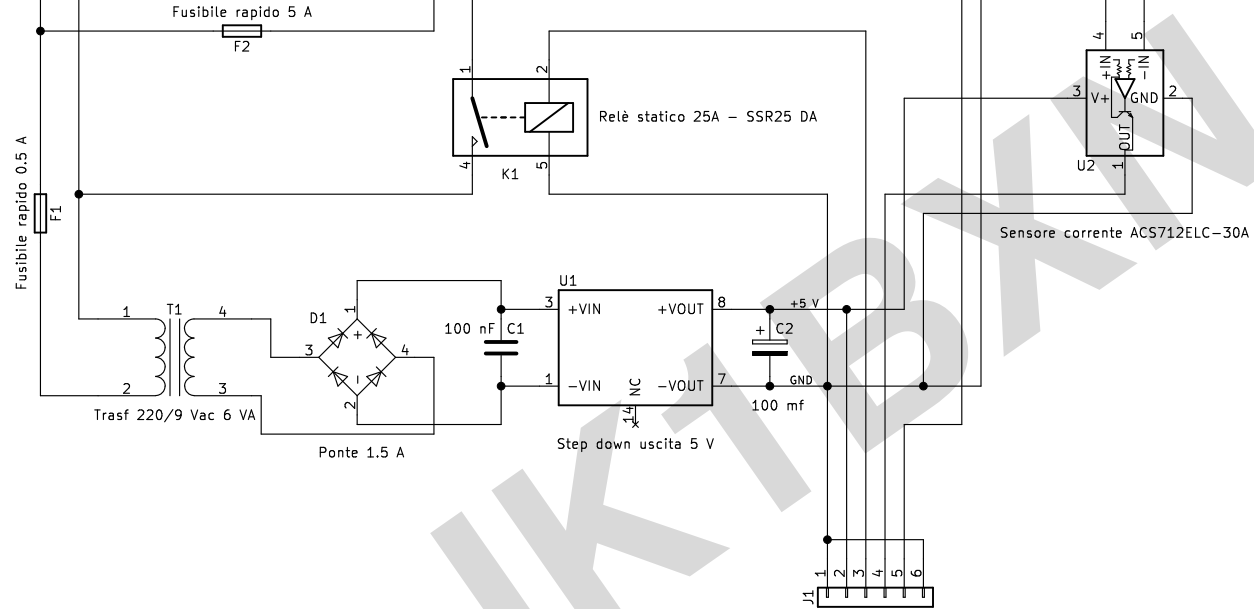 Fusibile rapido 5 A
F2
1
2
Relè statico 25A – SSR25 DA
4
5
K1
4
5
+IN
–IN
3
V+
GND
2
OUT
U2
1
Sensore corrente ACS712ELC–30A
Fusibile rapido 0.5 A
F1
T1
1
4
2
3
Trasf 220/9 Vac 6 VA
D1
1
3
+
4
–
2
Ponte 1.5 A
100 nF
C1
U1
3
+VIN
+VOUT
8
1
–VIN
–VOUT
7
NC
14
Step down uscita 5 V
+5 V
+
C2
GND
100 mf
IK1BXN
1
2
3
4
5
6
J1